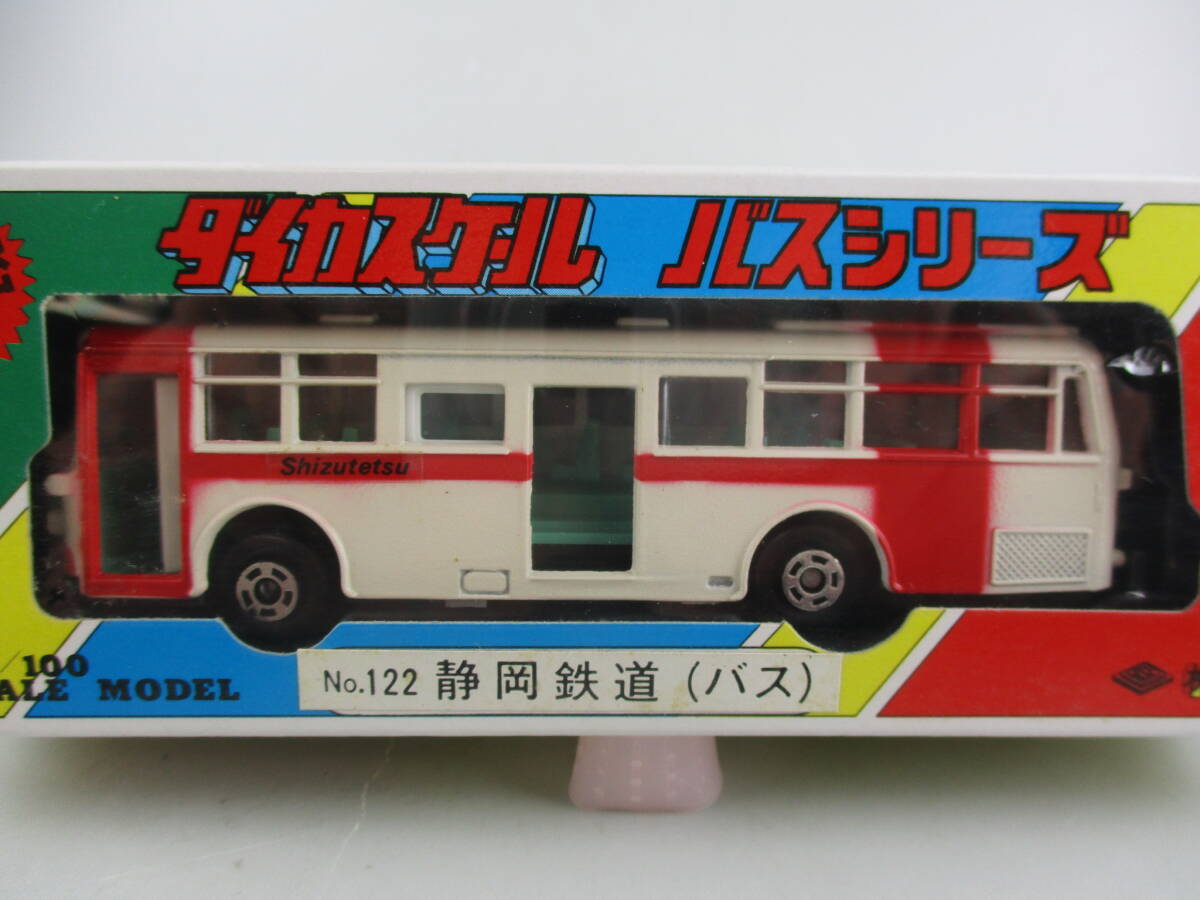 ダイカスケール バスシリーズ
Shizutetsu
100
MODEL
No.122 静岡鉄道 (バス)